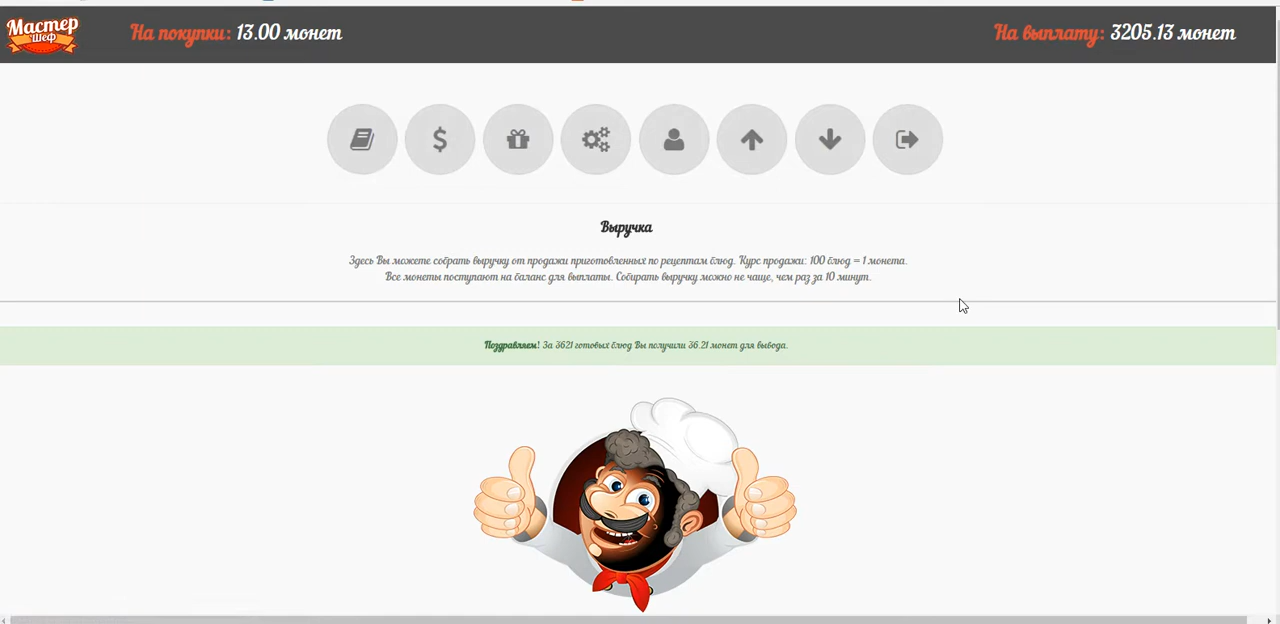 Мастер
Шеф
На покупки: 13.00 монет
На выплату: 3205.13 монет
Выручка
Здесь Вы можете собрать выручку от продажи приготовленных по рецептам блюд. Курс продажи: 100 блюд = 1 монета.
Все монеты поступают на баланс для выплаты. Собирать выручку можно не чаще, чем раз за 10 минут.
Поздравляем! За 3621 готовых блюд Вы получили 36.21 монет для вывода.